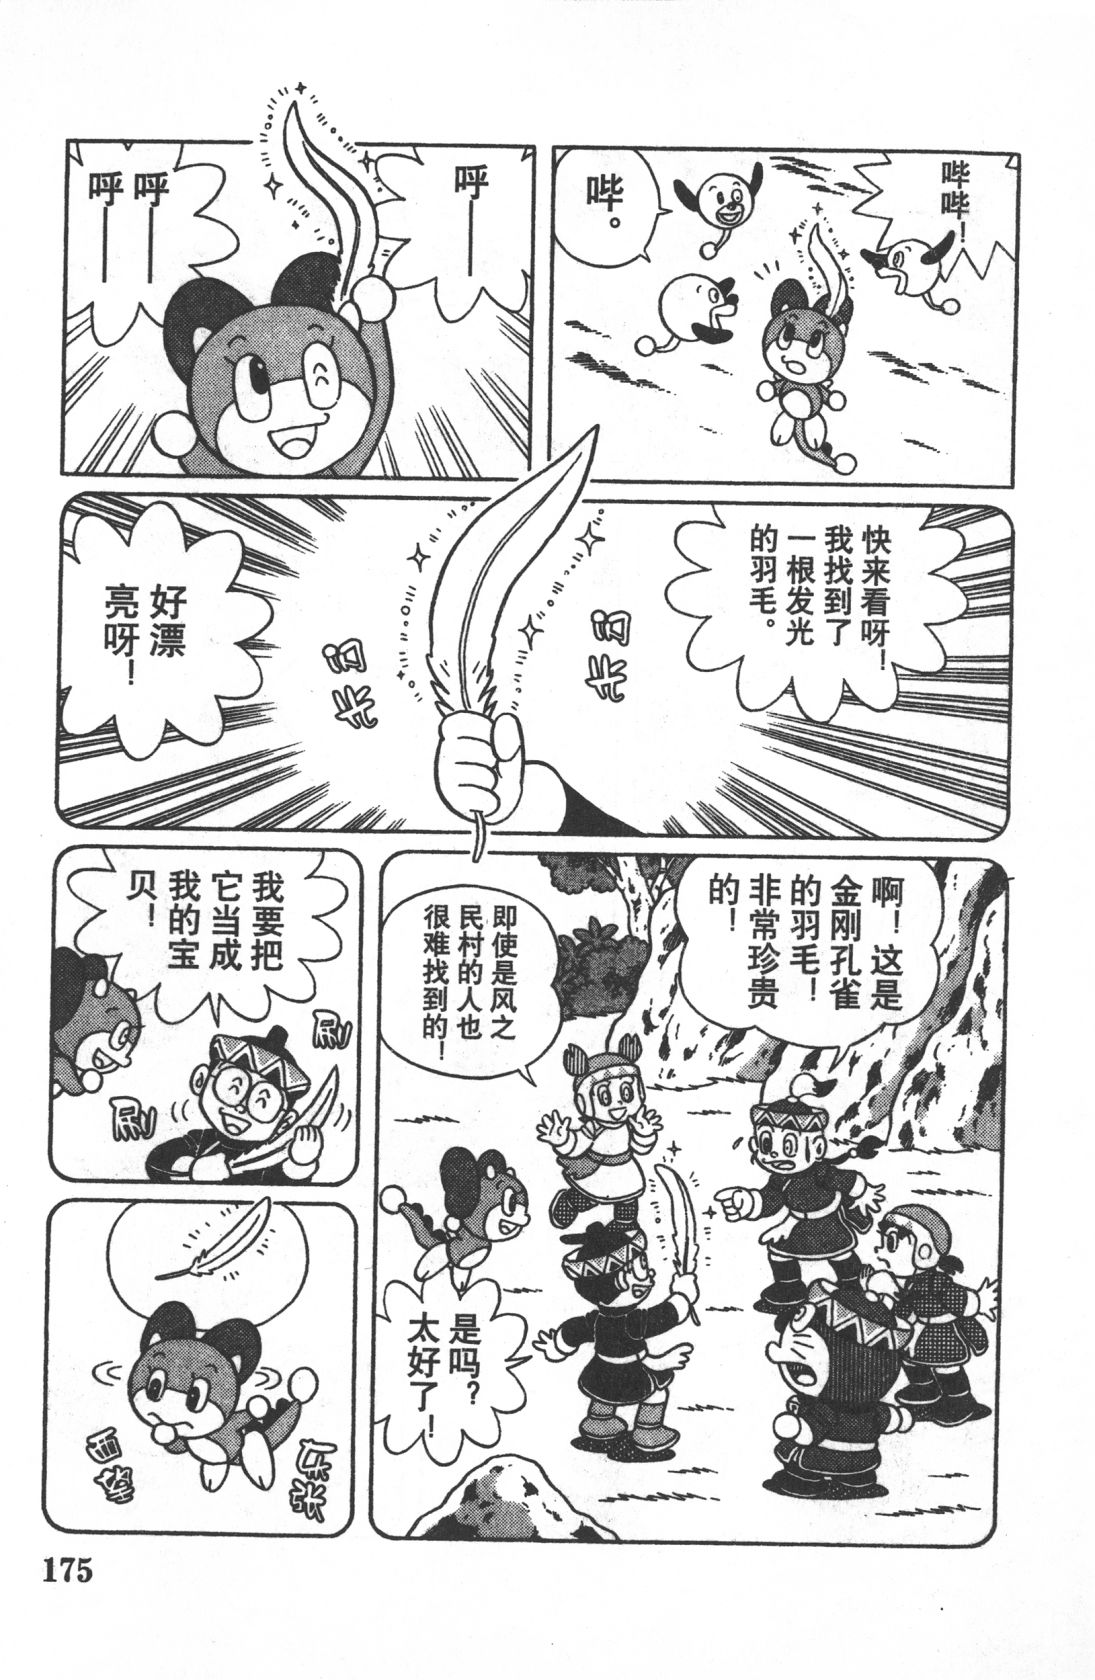 哔哔！
哔。
呼——
呼——
呼——
快来看呀！
我找到了
一根发光
的羽毛。
闪
光
闪
光
好漂
亮呀！
啊！这是
金刚孔雀
的羽毛！
非常珍贵
的！
即使是风之
民村的人也
很难找到的！
是吗？
太好了！
我要把
它当成
我的宝
贝！
刷
刷
175